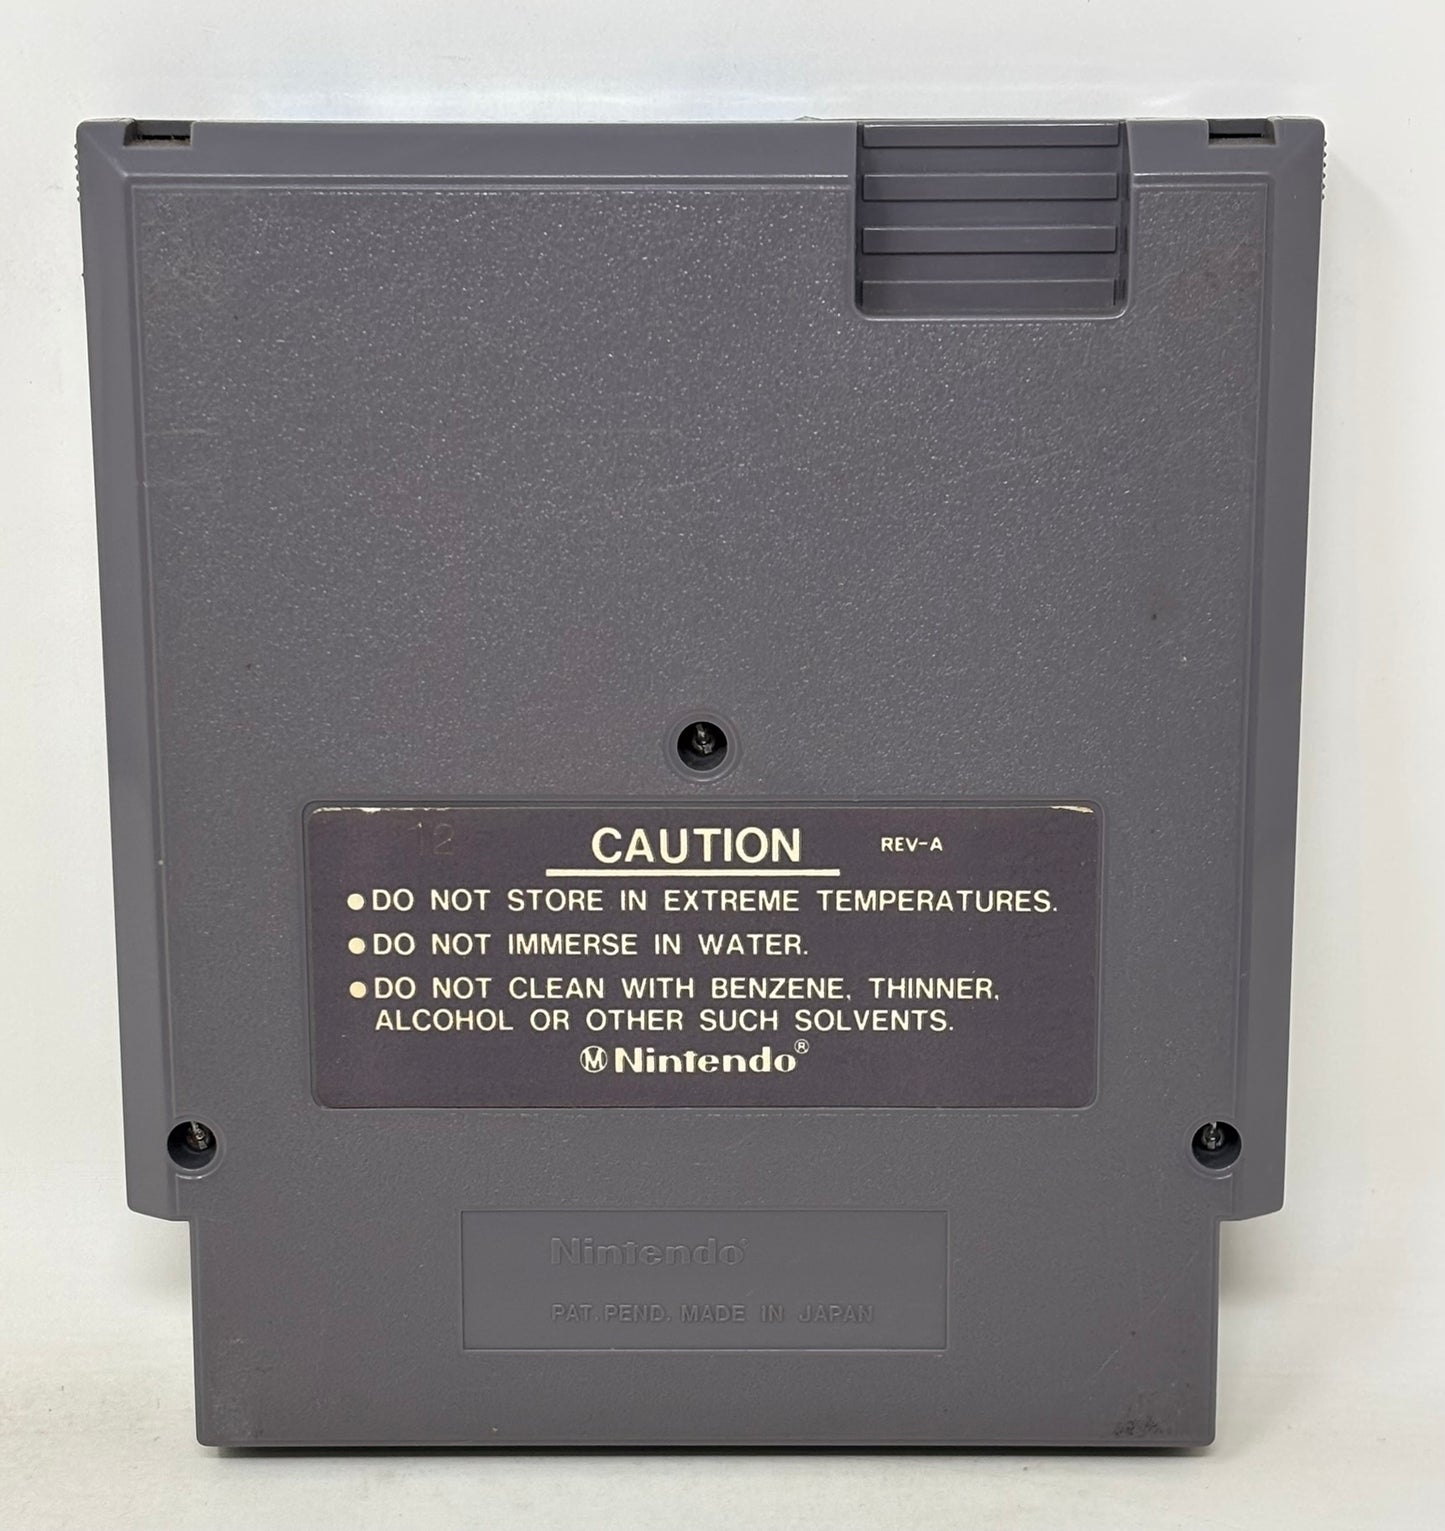 12
CAUTION REV-A
●DO NOT STORE IN EXTREME TEMPERATURES.
●DO NOT IMMERSE IN WATER.
●DO NOT CLEAN WITH BENZENE, THINNER,
ALCOHOL OR OTHER SUCH SOLVENTS.
Ⓜ Nintendo®
Nintendo®
PAT. PEND. MADE IN JAPAN